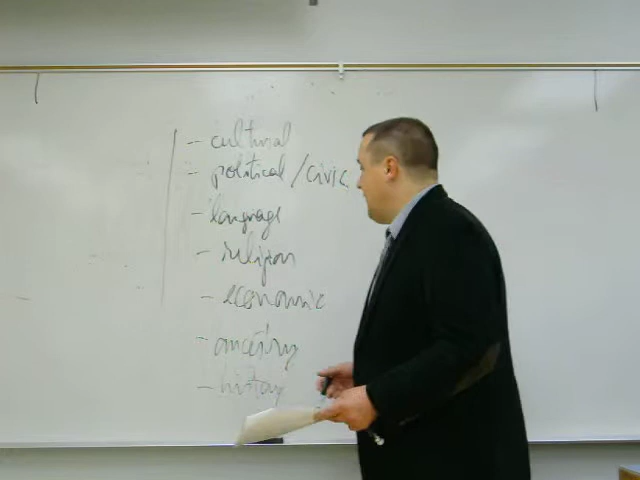 - cultural
- political / civic
- language
- religion
- economic
- ancestry
- history